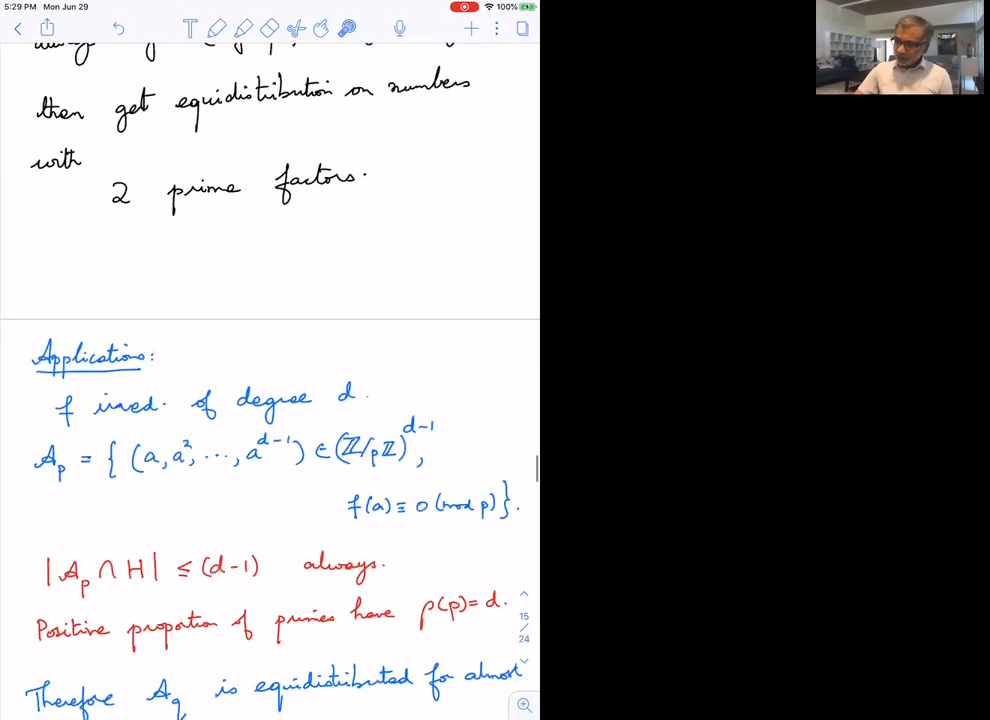 5:29 PM Mon Jun 29
100%
then get equidistribution on numbers
with
2 prime factors.
Applications:
f irred. of degree d.
A_p = { (a, a², ..., a^{d-1}) ∈ (ℤ/pℤ)^{d-1},
f(a) ≡ 0 (mod p) }.
|A_p ∩ H| ≤ (d-1) always.
Positive proportion of primes have ρ(p) = d.
15
/
24
Therefore A_q is equidistributed for almost